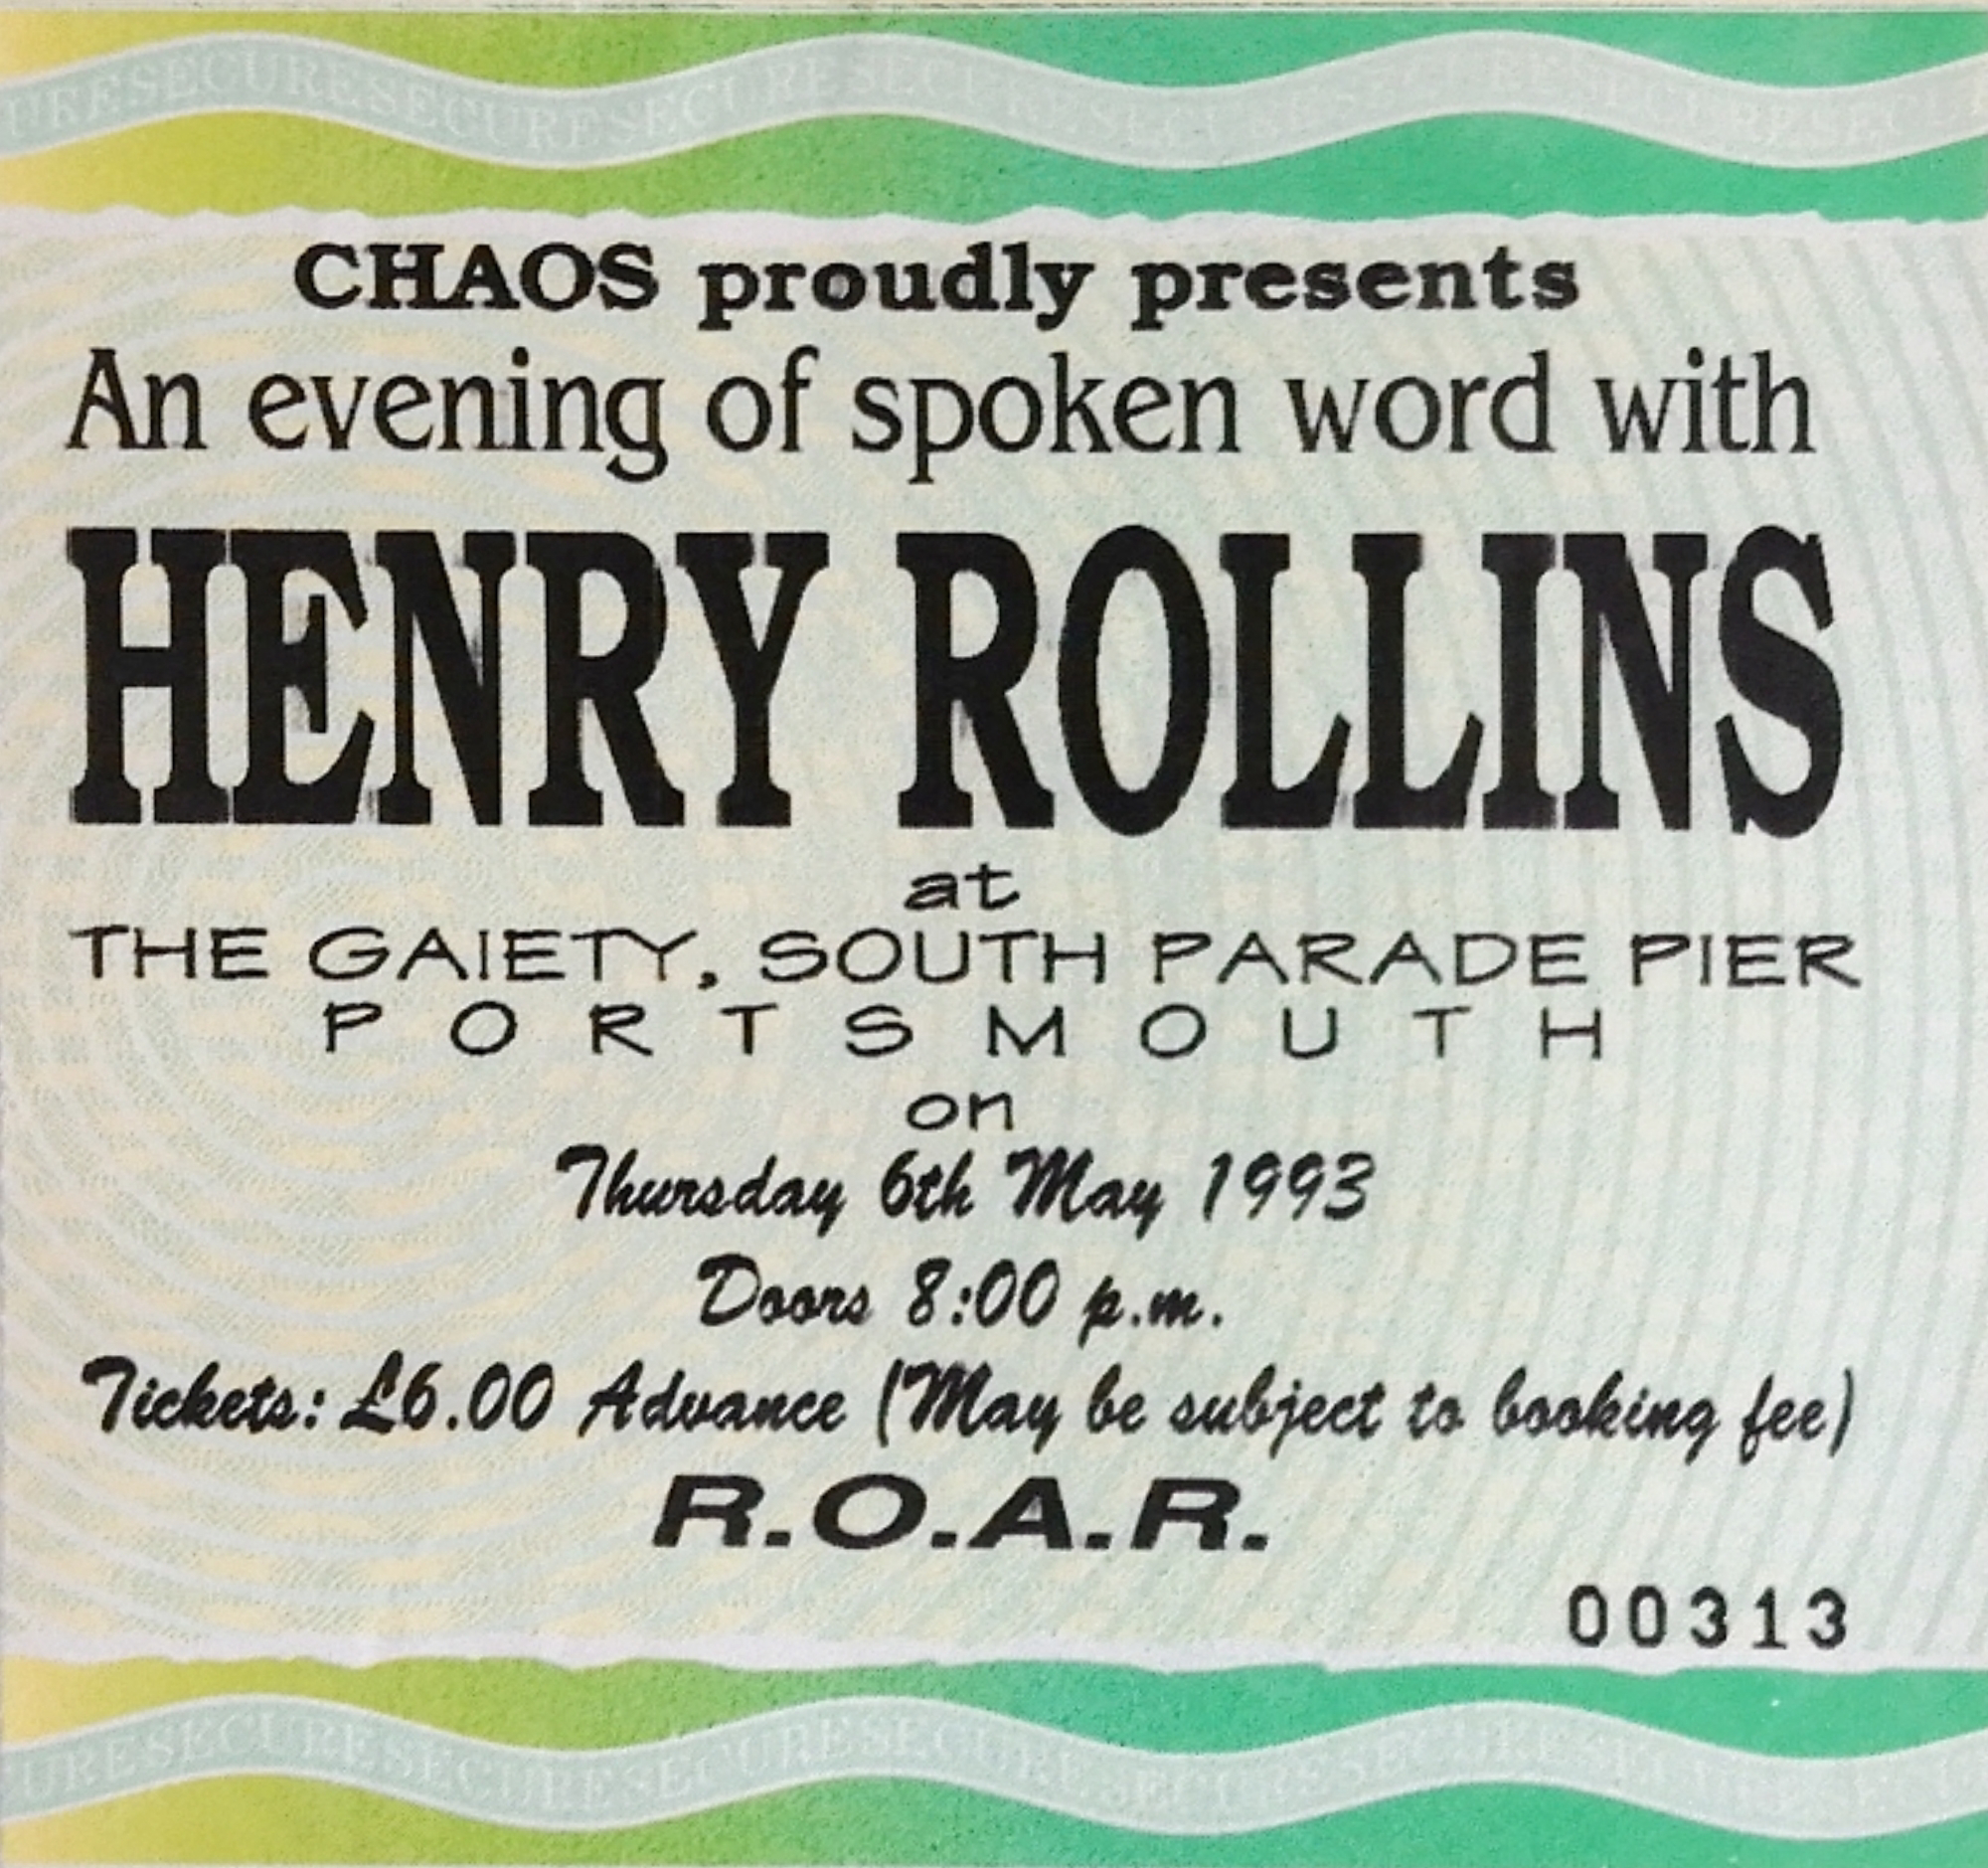 CHAOS proudly presents
An evening of spoken word with
HENRY ROLLINS
at
THE GAIETY, SOUTH PARADE PIER
PORTSMOUTH
on
Thursday 6th May 1993
Doors 8:00 p.m.
Tickets: £6.00 Advance (May be subject to booking fee)
R.O.A.R.
00313